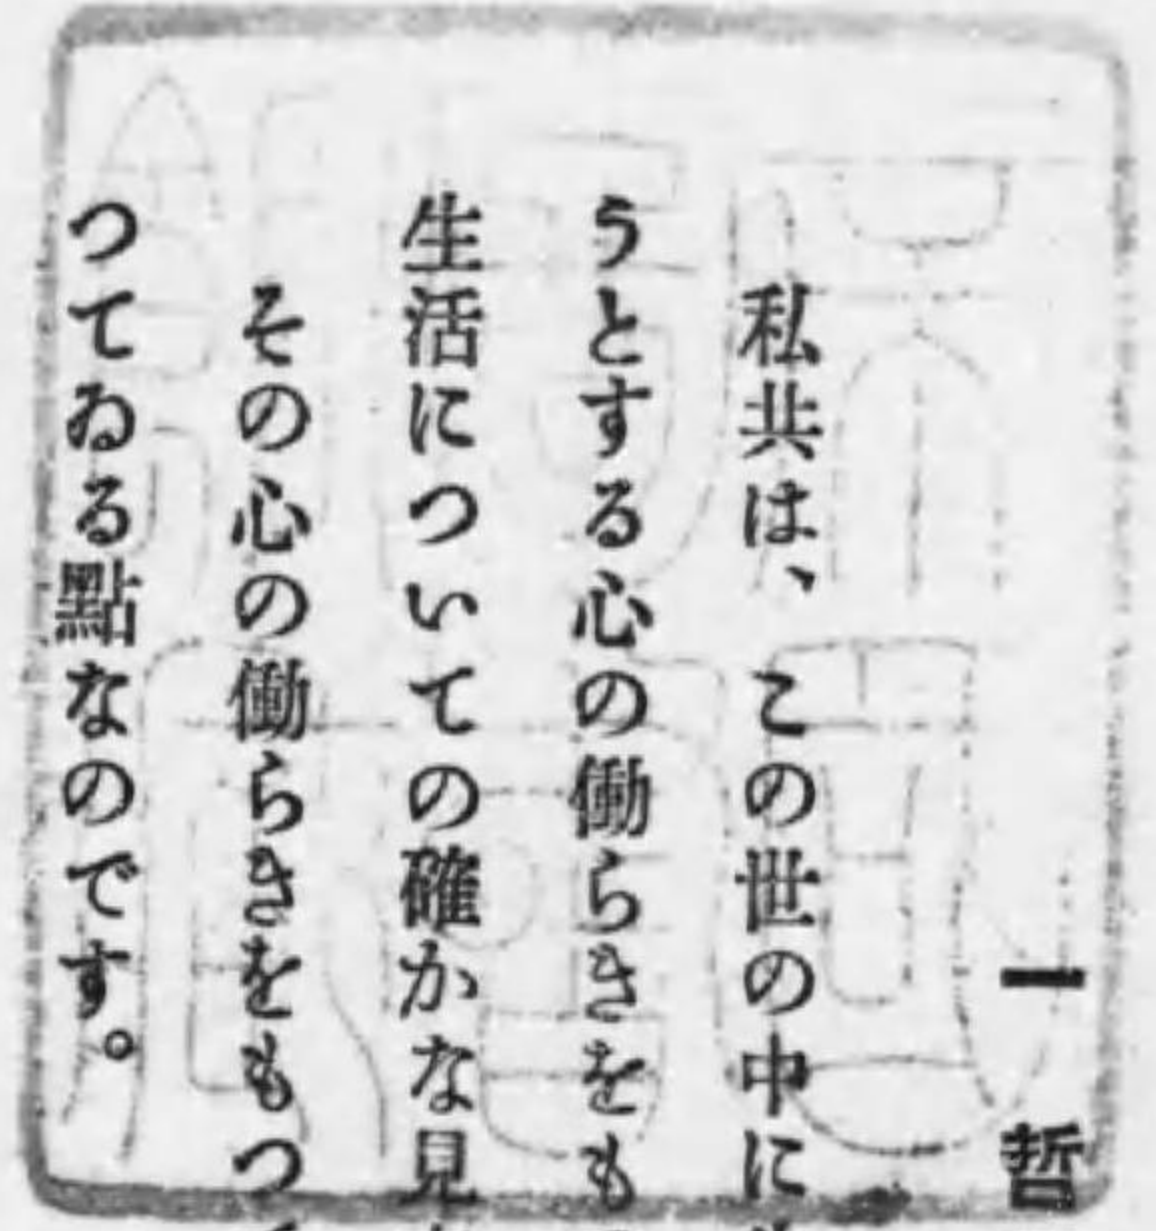 一 哲
私共は、この世の中に
うとする心の働らきをも
生活についての確かな見
その心の働らきをもつ
つてゐる點なのです。